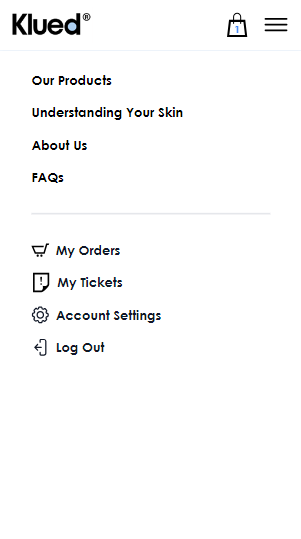 Klued®
1
Our Products
Understanding Your Skin
About Us
FAQs
My Orders
My Tickets
Account Settings
Log Out